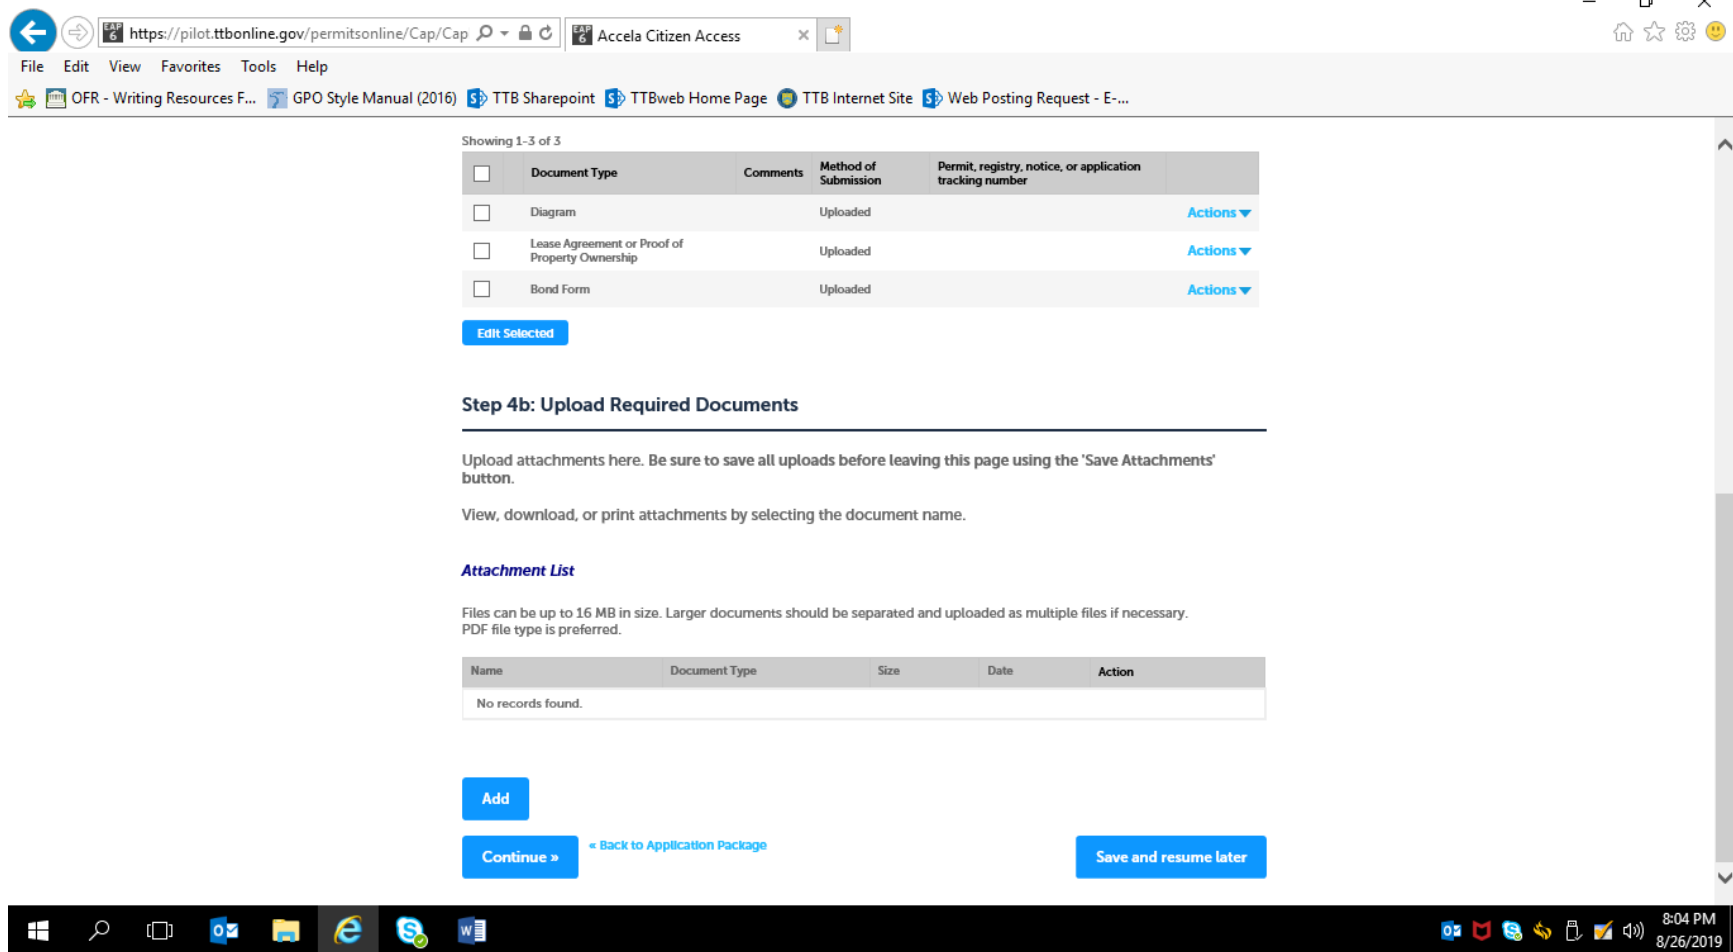 https://pilot.ttbonline.gov/permitsonline/Cap/Cap
EAP 6 Accela Citizen Access
File Edit View Favorites Tools Help
OFR - Writing Resources F... GPO Style Manual (2016) TTB Sharepoint TTBweb Home Page TTB Internet Site Web Posting Request - E-...
Showing 1-3 of 3
Document Type Comments Method of Submission Permit, registry, notice, or application tracking number
Diagram Uploaded Actions
Lease Agreement or Proof of Property Ownership Uploaded Actions
Bond Form Uploaded Actions
Edit Selected
Step 4b: Upload Required Documents
Upload attachments here. Be sure to save all uploads before leaving this page using the 'Save Attachments'
button.
View, download, or print attachments by selecting the document name.
Attachment List
Files can be up to 16 MB in size. Larger documents should be separated and uploaded as multiple files if necessary.
PDF file type is preferred.
Name Document Type Size Date Action
No records found.
Add
Continue » « Back to Application Package Save and resume later
8:04 PM
8/26/2019